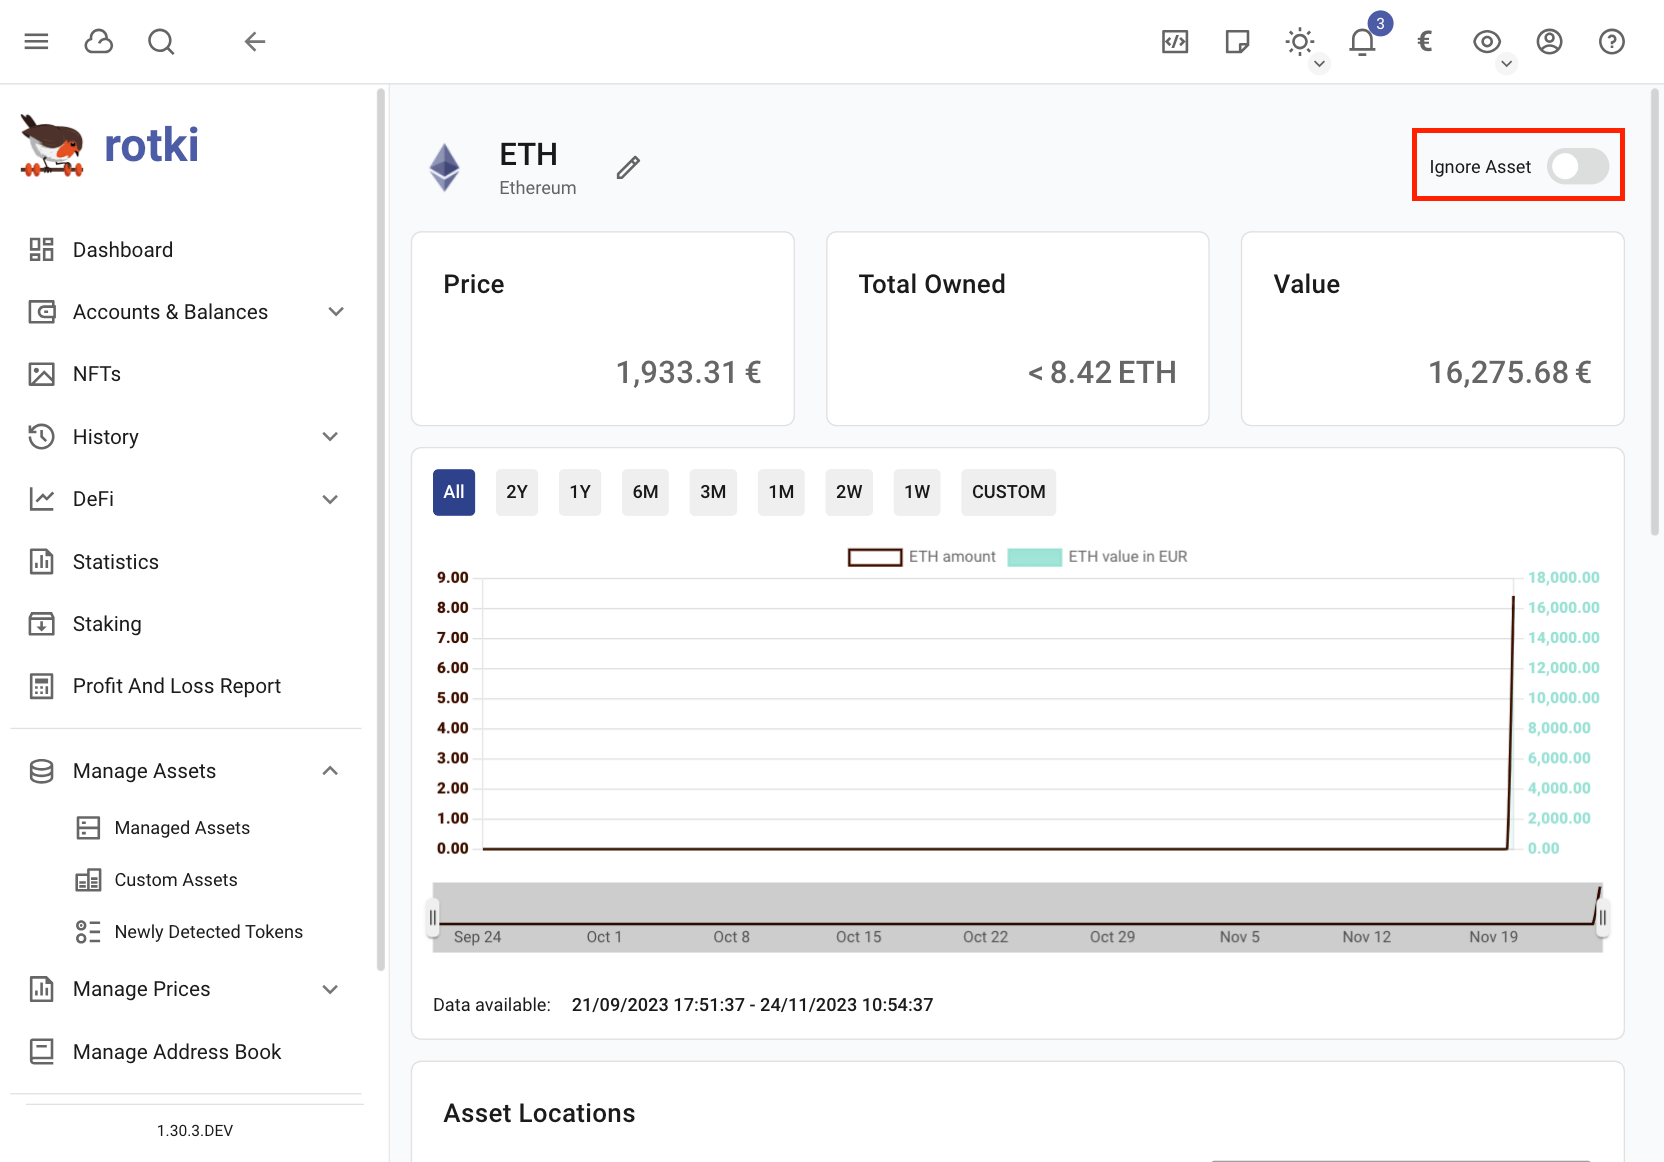 3
€
rotki
Dashboard
Accounts & Balances
NFTs
History
DeFi
Statistics
Staking
Profit And Loss Report
Manage Assets
Managed Assets
Custom Assets
Newly Detected Tokens
Manage Prices
Manage Address Book
1.30.3.DEV
ETH
Ethereum
Ignore Asset
Price
1,933.31 €
Total Owned
< 8.42 ETH
Value
16,275.68 €
All 2Y 1Y 6M 3M 1M 2W 1W CUSTOM
ETH amount ETH value in EUR
9.00 18,000.00
8.00 16,000.00
7.00 14,000.00
6.00 12,000.00
5.00 10,000.00
4.00 8,000.00
3.00 6,000.00
2.00 4,000.00
1.00 2,000.00
0.00 0.00
Sep 24 Oct 1 Oct 8 Oct 15 Oct 22 Oct 29 Nov 5 Nov 12 Nov 19
Data available: 21/09/2023 17:51:37 - 24/11/2023 10:54:37
Asset Locations